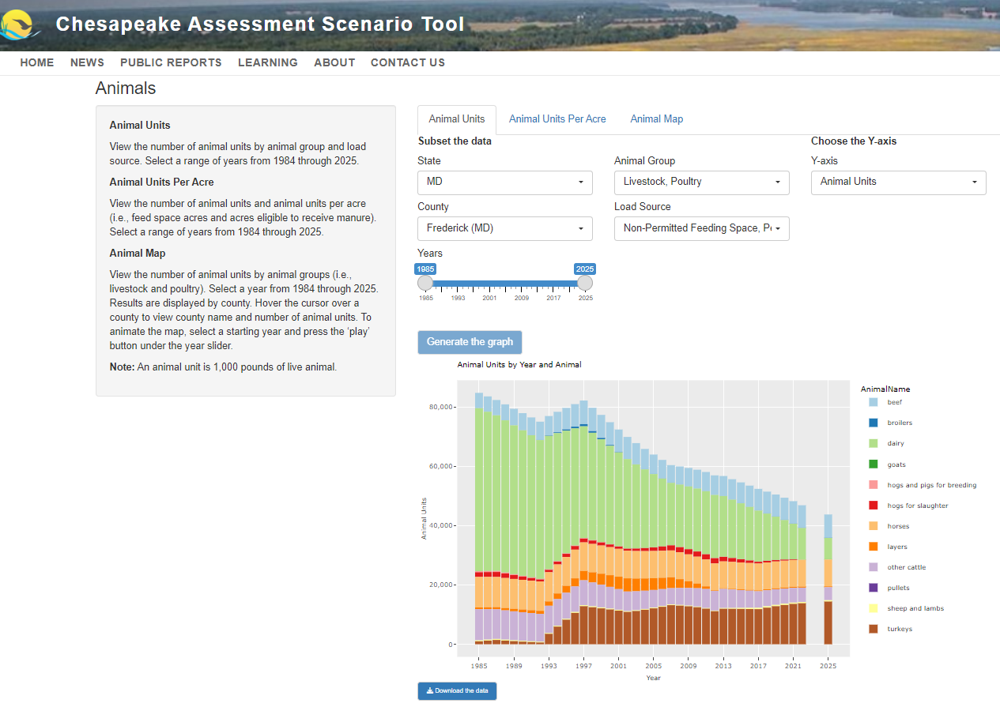 Chesapeake Assessment Scenario Tool
HOME NEWS PUBLIC REPORTS LEARNING ABOUT CONTACT US
Animals
Animal Units
View the number of animal units by animal group and load
source. Select a range of years from 1984 through 2025.
Animal Units Per Acre
View the number of animal units and animal units per acre
(i.e., feed space acres and acres eligible to receive manure).
Select a range of years from 1984 through 2025.
Animal Map
View the number of animal units by animal groups (i.e.,
livestock and poultry). Select a year from 1984 through 2025.
Results are displayed by county. Hover the cursor over a
county to view county name and number of animal units. To
animate the map, select a starting year and press the ‘play’
button under the year slider.
Note: An animal unit is 1,000 pounds of live animal.
Animal Units Animal Units Per Acre Animal Map
Subset the data Choose the Y-axis
State Animal Group Y-axis
MD Livestock, Poultry Animal Units
County Load Source
Frederick (MD) Non-Permitted Feeding Space,
Years
1985 2025
1985 1993 2001 2009 2017 2025
Generate the graph
Animal Units by Year and Animal
Animal Units
80,000
60,000
40,000
20,000
0
1985 1989 1993 1997 2001 2005 2009 2013 2017 2021 2025
Year
AnimalName
beef
broilers
dairy
goats
hogs and pigs for breeding
hogs for slaughter
horses
layers
other cattle
pullets
sheep and lambs
turkeys
Download the data